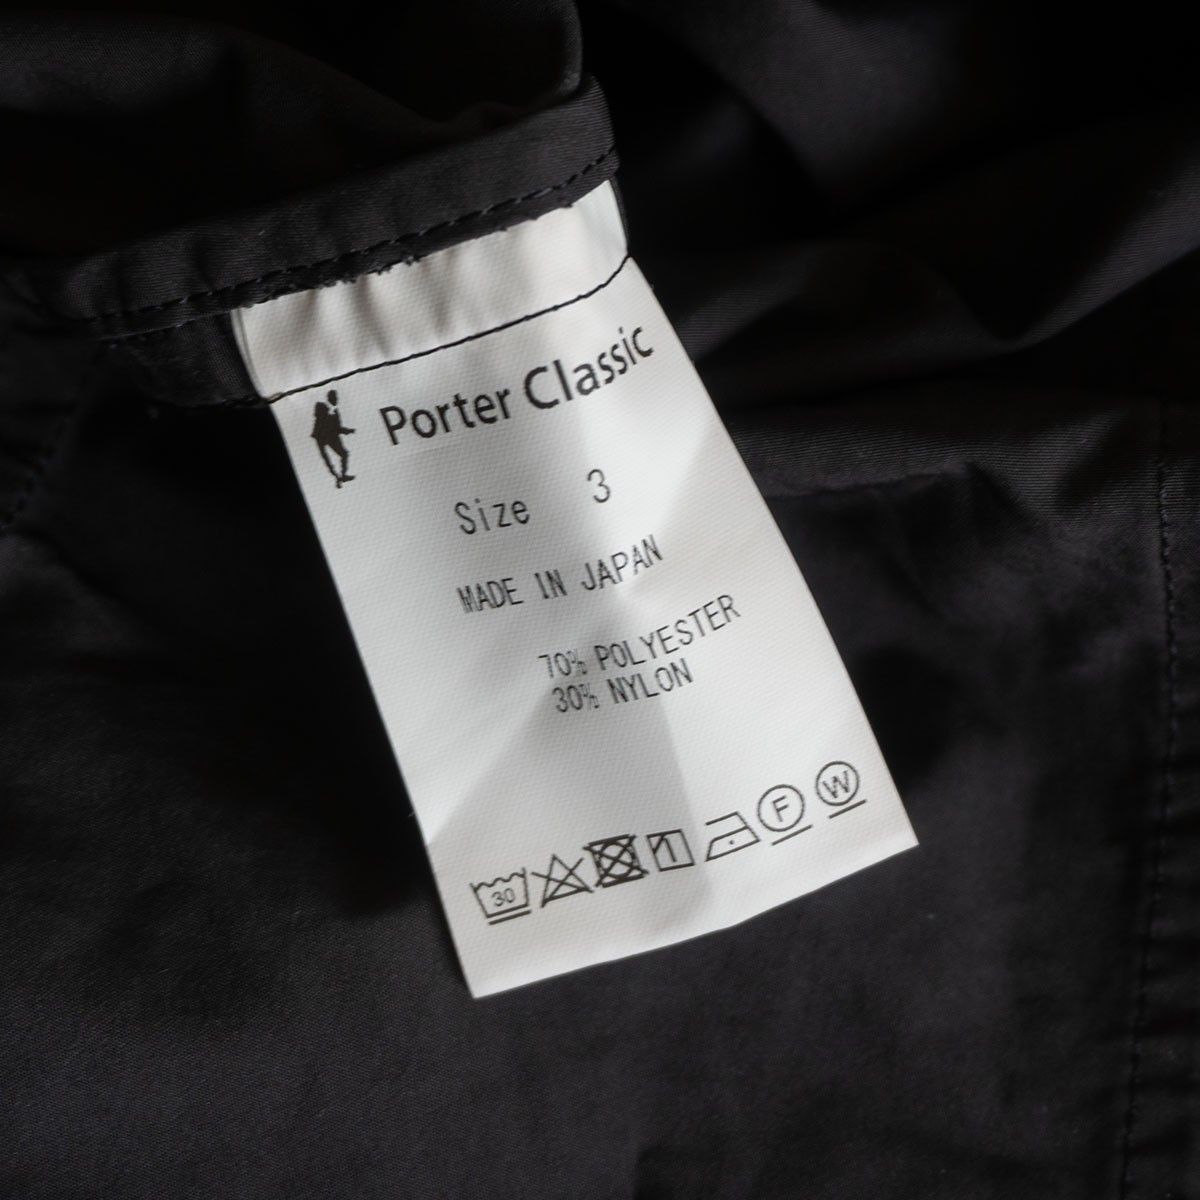 Porter Classic
Size 3
MADE IN JAPAN
70% POLYESTER
30% NYLON
30 F W